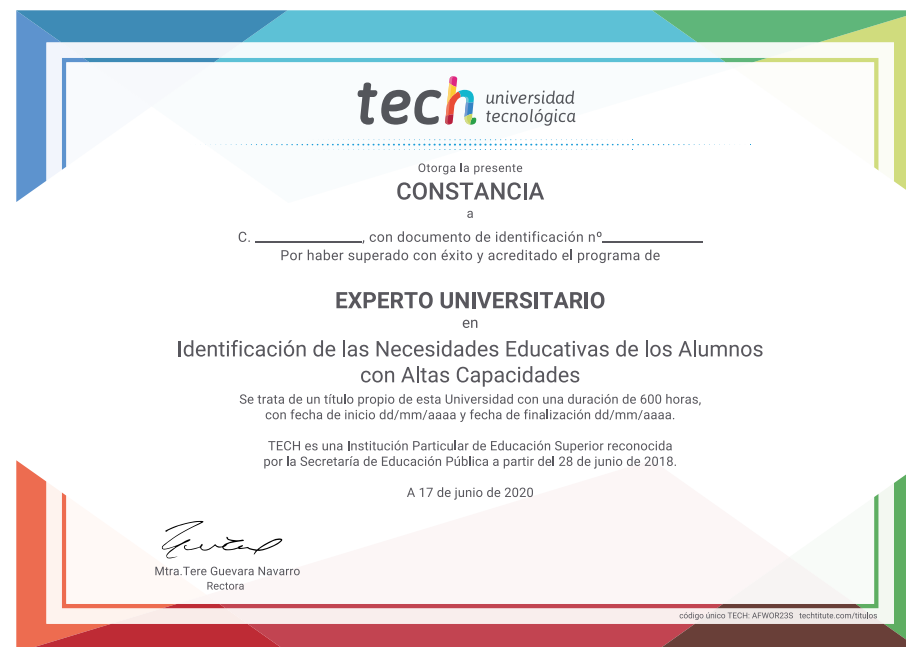 tech universidad
tecnológica
Otorga la presente
CONSTANCIA
a
C. ____________, con documento de identificación nº____________
Por haber superado con éxito y acreditado el programa de
EXPERTO UNIVERSITARIO
en
Identificación de las Necesidades Educativas de los Alumnos
con Altas Capacidades
Se trata de un título propio de esta Universidad con una duración de 600 horas,
con fecha de inicio dd/mm/aaaa y fecha de finalización dd/mm/aaaa.
TECH es una Institución Particular de Educación Superior reconocida
por la Secretaría de Educación Pública a partir del 28 de junio de 2018.
A 17 de junio de 2020
Mtra.Tere Guevara Navarro
Rectora
código único TECH: AFWOR23S techtitute.com/titulos